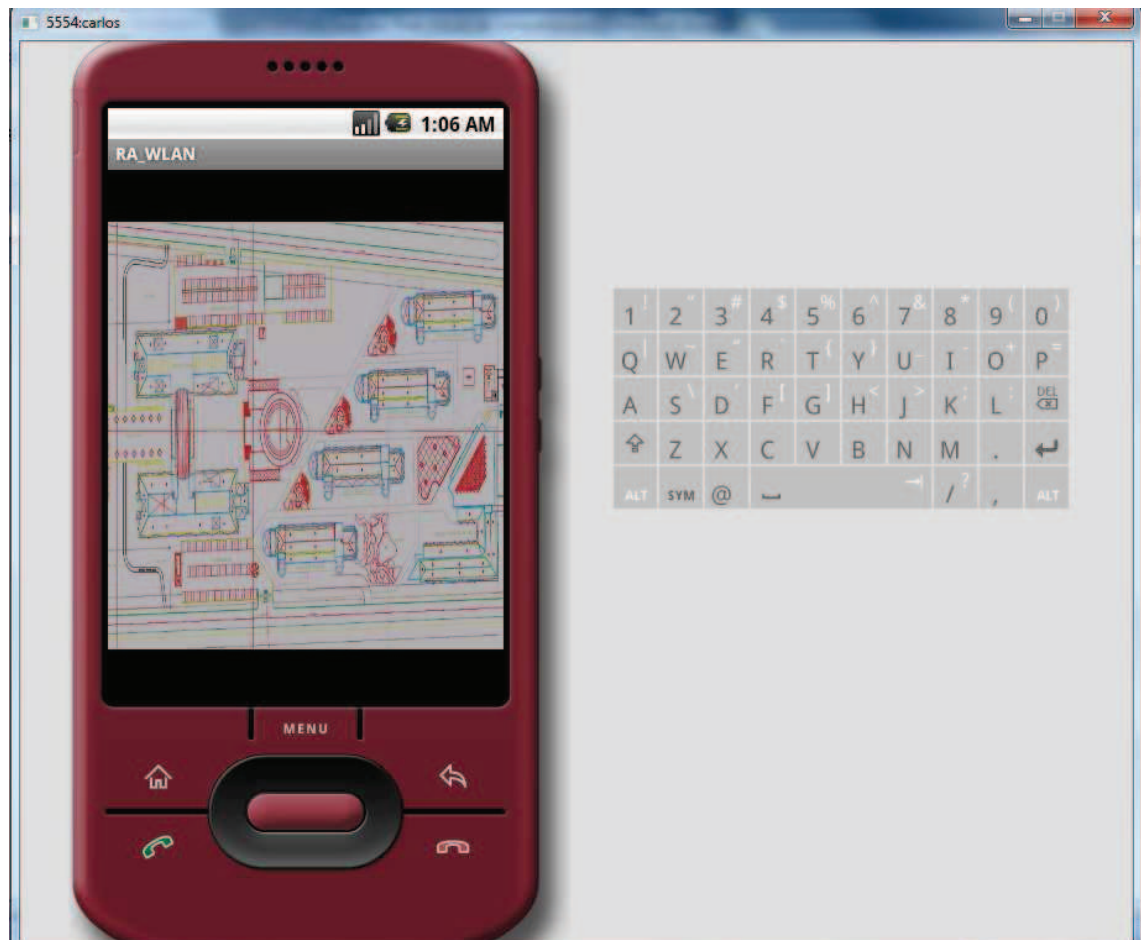 5554:carlos
1:06 AM
RA_WLAN
MENU
1 ! 2 " 3 # 4 $ 5 % 6 ^ 7 & 8 * 9 ( 0 )
Q | W ~ E " R ` T { Y } U _ I - O + P =
A S \ D ' F [ G ] H < J > K ; L : DEL
Z X C V B N M .
ALT SYM @ / ? , ALT